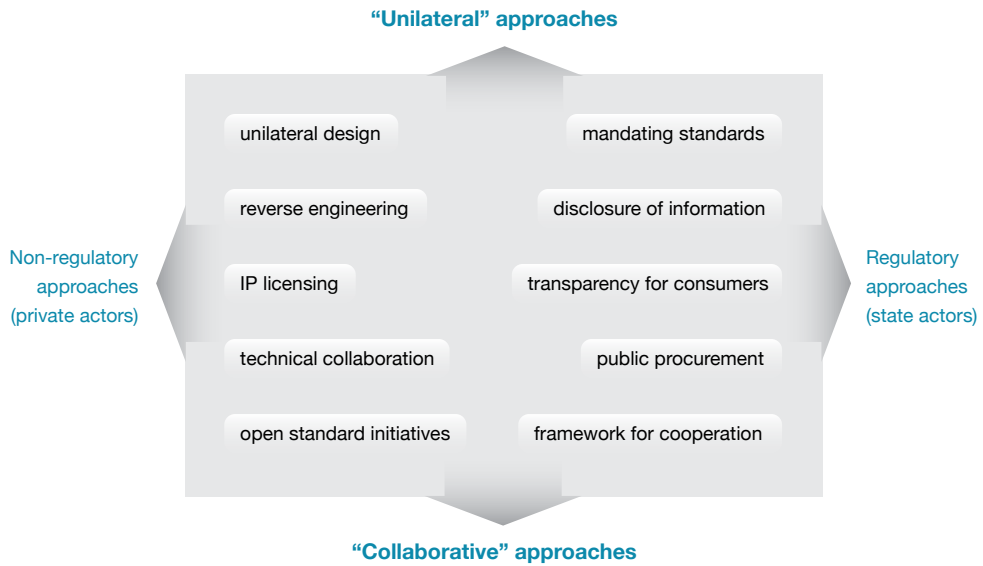 “Unilateral” approaches
unilateral design
mandating standards
reverse engineering
disclosure of information
Non-regulatory
approaches
(private actors)
IP licensing
transparency for consumers
Regulatory
approaches
(state actors)
technical collaboration
public procurement
open standard initiatives
framework for cooperation
“Collaborative” approaches